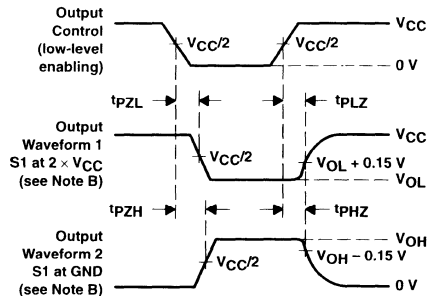 Output
Control
(low-level
enabling)
VCC/2
VCC/2
VCC
0 V
tPZL
tPLZ
Output
Waveform 1
S1 at 2 × VCC
(see Note B)
VCC/2
VCC
VOL + 0.15 V
VOL
tPZH
tPHZ
Output
Waveform 2
S1 at GND
(see Note B)
VCC/2
VOH
VOH − 0.15 V
0 V